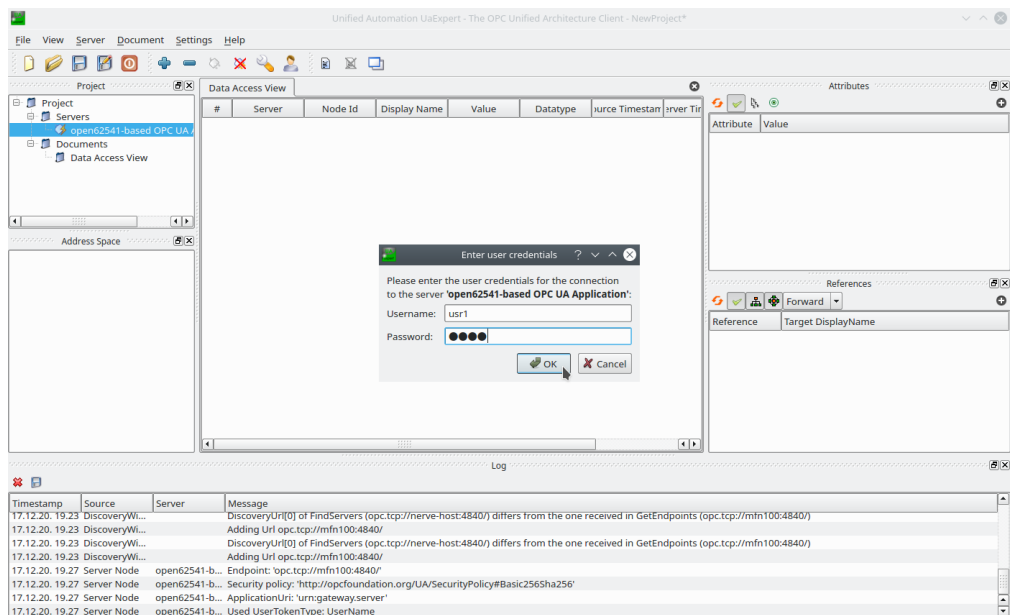 Unified Automation UaExpert - The OPC Unified Architecture Client - NewProject*
File View Server Document Settings Help
Project
Project
Servers
open62541-based OPC UA
Documents
Data Access View
Address Space
Data Access View
# Server Node Id Display Name Value Datatype
Attributes
Attribute Value
References
Forward
Reference Target DisplayName
Enter user credentials
Please enter the user credentials for the connection
to the server 'open62541-based OPC UA Application':
Username: usr1
Password: ●●●●
OK Cancel
Log
Timestamp Source Server Message
17.12.20. 19.23 DiscoveryWi... DiscoveryUrl[0] of FindServers (opc.tcp://nerve-host:4840/) differs from the one received in GetEndpoints (opc.tcp://mfn100:4840/)
17.12.20. 19.23 DiscoveryWi... Adding Url opc.tcp://mfn100:4840/
17.12.20. 19.23 DiscoveryWi... DiscoveryUrl[0] of FindServers (opc.tcp://nerve-host:4840/) differs from the one received in GetEndpoints (opc.tcp://mfn100:4840/)
17.12.20. 19.23 DiscoveryWi... Adding Url opc.tcp://mfn100:4840/
17.12.20. 19.27 Server Node open62541-b... Endpoint: 'opc.tcp://mfn100:4840/'
17.12.20. 19.27 Server Node open62541-b... Security policy: 'http://opcfoundation.org/UA/SecurityPolicy#Basic256Sha256'
17.12.20. 19.27 Server Node open62541-b... ApplicationUri: 'urn:gateway.server'
17.12.20. 19.27 Server Node open62541-b... Used UserTokenType: UserName